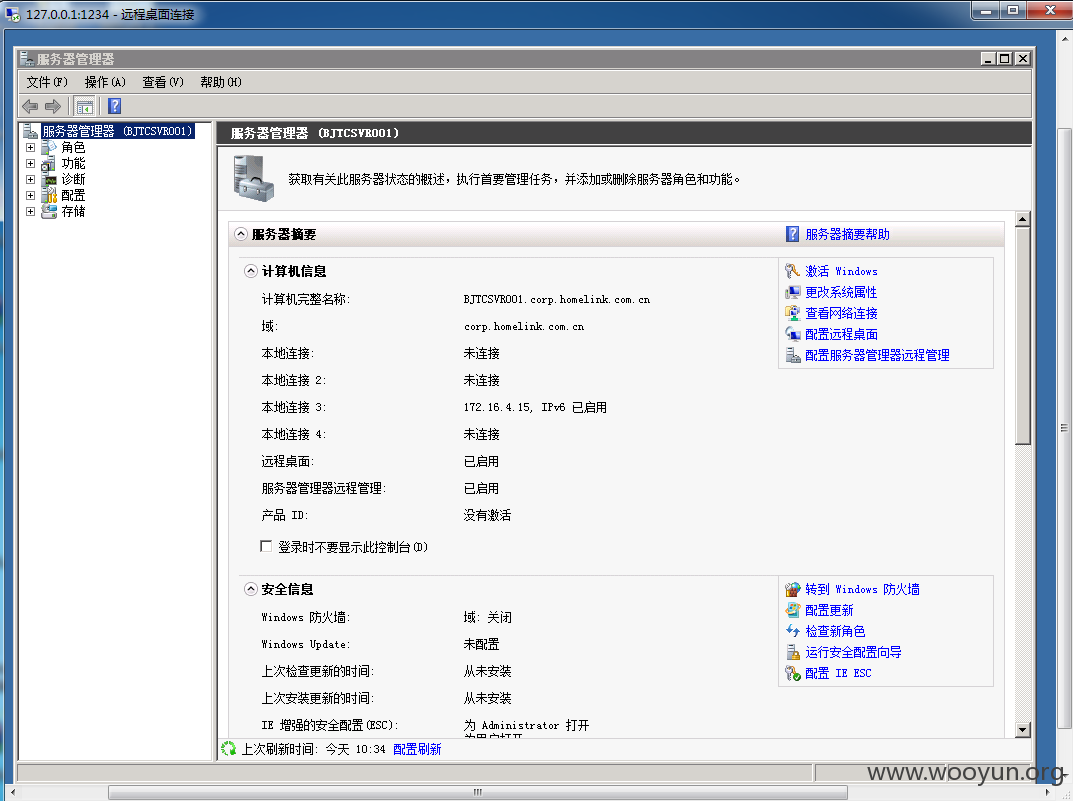 127.0.0.1:1234 - 远程桌面连接
服务器管理器
文件(F) 操作(A) 查看(V) 帮助(H)
服务器管理器 (BJTCSVR001)
角色
功能
诊断
配置
存储
服务器管理器 (BJTCSVR001)
获取有关此服务器状态的概述，执行首要管理任务，并添加或删除服务器角色和功能。
服务器摘要
服务器摘要帮助
计算机信息
计算机完整名称: BJTCSVR001.corp.homelink.com.cn
域: corp.homelink.com.cn
本地连接: 未连接
本地连接 2: 未连接
本地连接 3: 172.16.4.15, IPv6 已启用
本地连接 4: 未连接
远程桌面: 已启用
服务器管理器远程管理: 已启用
产品 ID: 没有激活
登录时不要显示此控制台(D)
激活 Windows
更改系统属性
查看网络连接
配置远程桌面
配置服务器管理器远程管理
安全信息
Windows 防火墙: 域: 关闭
Windows Update: 未配置
上次检查更新的时间: 从未安装
上次安装更新的时间: 从未安装
IE 增强的安全配置(ESC): 为 Administrator 打开
为用户打开
转到 Windows 防火墙
配置更新
检查新角色
运行安全配置向导
配置 IE ESC
上次刷新时间: 今天 10:34 配置刷新
www.wooyun.org